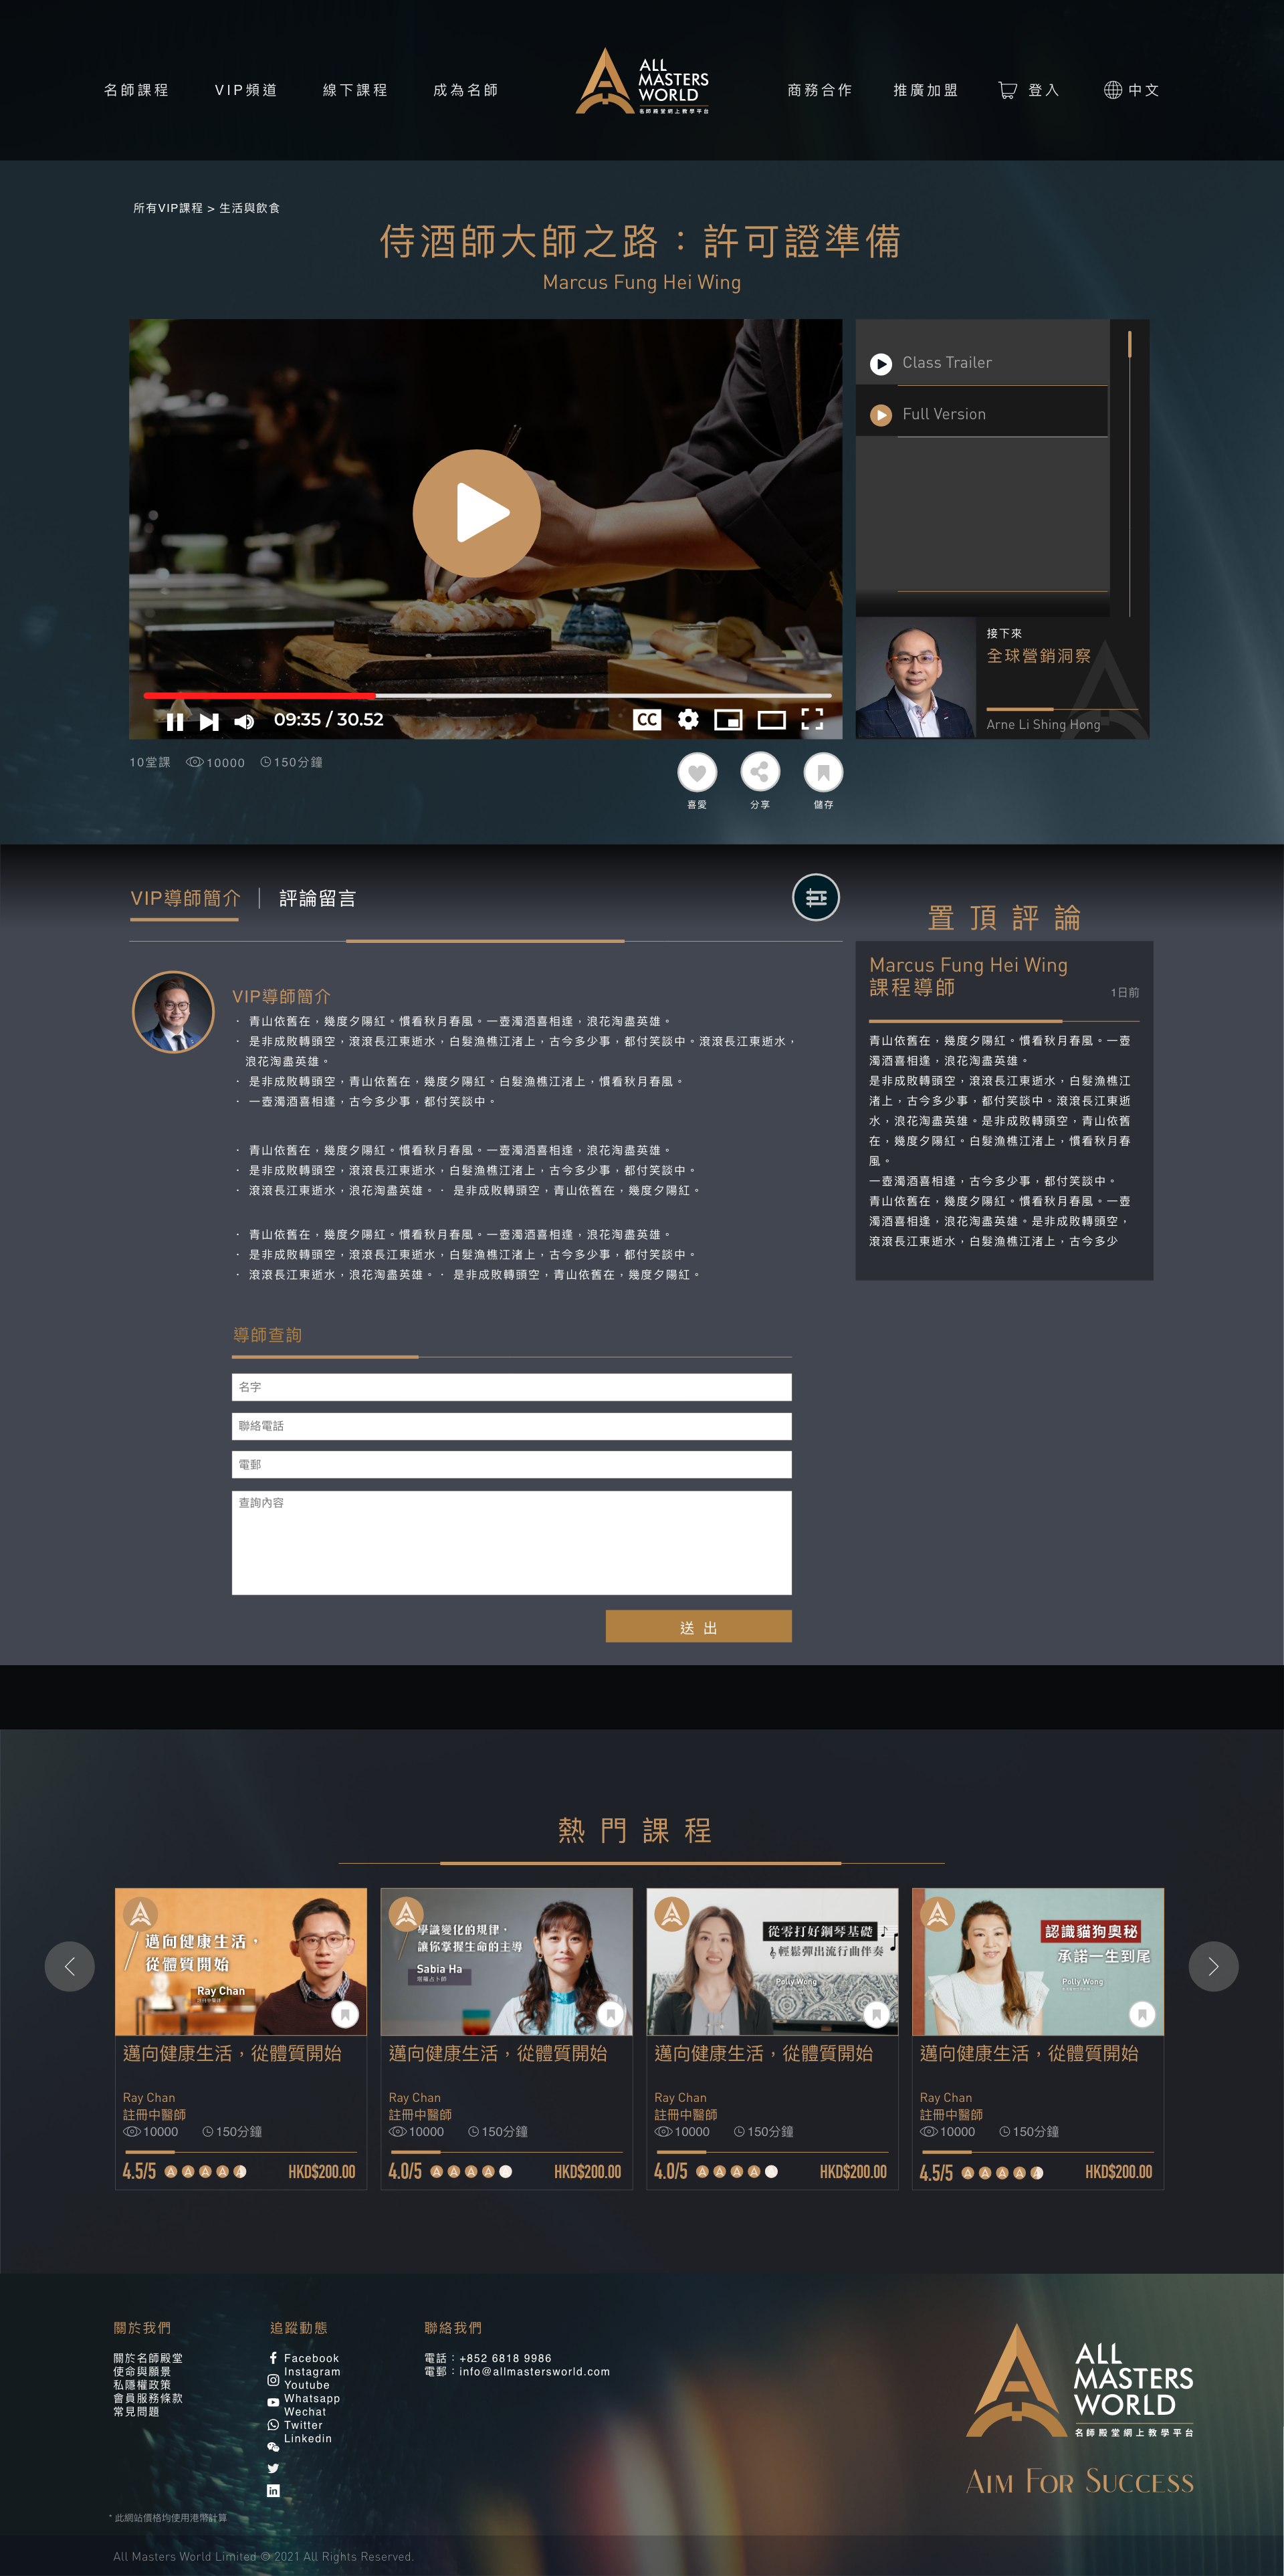 名師課程
VIP頻道
線下課程
成為名師
ALL
MASTERS
WORLD
名師殿堂網上教學平台
商務合作
推廣加盟
登入
中文
所有VIP課程 > 生活與飲食
侍酒師大師之路：許可證準備
Marcus Fung Hei Wing
Class Trailer
Full Version
接下來
全球營銷洞察
Arne Li Shing Hong
09:35 / 30.52
CC
10堂課
10000
150分鐘
喜愛
分享
儲存
VIP導師簡介
評論留言
VIP導師簡介
· 青山依舊在，幾度夕陽紅。慣看秋月春風。一壺濁酒喜相逢，浪花淘盡英雄。
· 是非成敗轉頭空，滾滾長江東逝水，白髮漁樵江渚上，古今多少事，都付笑談中。滾滾長江東逝水，
浪花淘盡英雄。
· 是非成敗轉頭空，青山依舊在，幾度夕陽紅。白髮漁樵江渚上，慣看秋月春風。
· 一壺濁酒喜相逢，古今多少事，都付笑談中。
· 青山依舊在，幾度夕陽紅。慣看秋月春風。一壺濁酒喜相逢，浪花淘盡英雄。
· 是非成敗轉頭空，滾滾長江東逝水，白髮漁樵江渚上，古今多少事，都付笑談中。
· 滾滾長江東逝水，浪花淘盡英雄。· 是非成敗轉頭空，青山依舊在，幾度夕陽紅。
· 青山依舊在，幾度夕陽紅。慣看秋月春風。一壺濁酒喜相逢，浪花淘盡英雄。
· 是非成敗轉頭空，滾滾長江東逝水，白髮漁樵江渚上，古今多少事，都付笑談中。
· 滾滾長江東逝水，浪花淘盡英雄。· 是非成敗轉頭空，青山依舊在，幾度夕陽紅。
置頂評論
Marcus Fung Hei Wing
課程導師
1日前
青山依舊在，幾度夕陽紅。慣看秋月春風。一壺
濁酒喜相逢，浪花淘盡英雄。
是非成敗轉頭空，滾滾長江東逝水，白髮漁樵江
渚上，古今多少事，都付笑談中。滾滾長江東逝
水，浪花淘盡英雄。是非成敗轉頭空，青山依舊
在，幾度夕陽紅。白髮漁樵江渚上，慣看秋月春
風。
一壺濁酒喜相逢，古今多少事，都付笑談中。
青山依舊在，幾度夕陽紅。慣看秋月春風。一壺
濁酒喜相逢，浪花淘盡英雄。是非成敗轉頭空，
滾滾長江東逝水，白髮漁樵江渚上，古今多少
導師查詢
名字
聯絡電話
電郵
查詢內容
送出
熱門課程
邁向健康生活，
從體質開始
Ray Chan
註冊中醫師
邁向健康生活，從體質開始
Ray Chan
註冊中醫師
10000
150分鐘
4.5/5
HKD$200.00
學識變化的規律，
讓你掌握生命的主導
Sabia Ha
塔羅占卜師
邁向健康生活，從體質開始
Ray Chan
註冊中醫師
10000
150分鐘
4.0/5
HKD$200.00
從零打好鋼琴基礎
輕鬆彈出流行曲伴奏
Polly Wong
邁向健康生活，從體質開始
Ray Chan
註冊中醫師
10000
150分鐘
4.0/5
HKD$200.00
認識貓狗奧秘
承諾一生到尾
Polly Wong
邁向健康生活，從體質開始
Ray Chan
註冊中醫師
10000
150分鐘
4.5/5
HKD$200.00
關於我們
關於名師殿堂
使命與願景
私隱權政策
會員服務條款
常見問題
追蹤動態
Facebook
Instagram
Youtube
Whatsapp
Wechat
Twitter
Linkedin
聯絡我們
電話：+852 6818 9986
電郵：info@allmastersworld.com
ALL
MASTERS
WORLD
名師殿堂網上教學平台
AIM FOR SUCCESS
* 此網站價格均使用港幣計算
All Masters World Limited © 2021 All Rights Reserved.